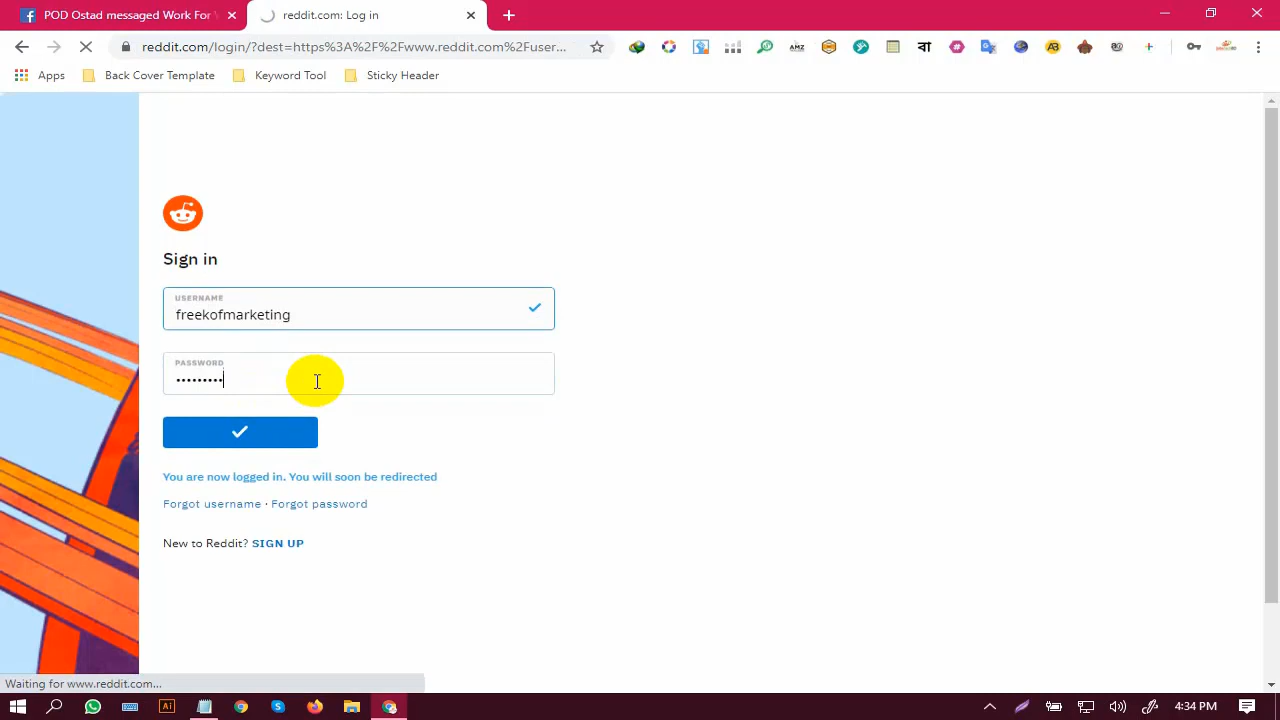 POD Ostad messaged Work For
reddit.com: Log in
reddit.com/login/?dest=https%3A%2F%2Fwww.reddit.com%2Fuser...
AMZ
বা
AB
Apps
Back Cover Template
Keyword Tool
Sticky Header
Sign in
USERNAME
freekofmarketing
PASSWORD
•••••••••
You are now logged in. You will soon be redirected
Forgot username · Forgot password
New to Reddit? SIGN UP
Waiting for www.reddit.com...
Ai
4:34 PM